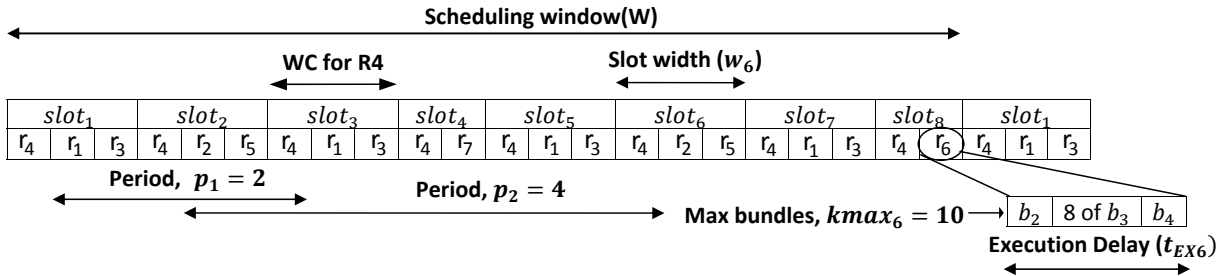 Scheduling window(W)
WC for R4 Slot width (w₆)
slot₁ slot₂ slot₃ slot₄ slot₅ slot₆ slot₇ slot₈ slot₁
r₄ r₁ r₃ r₄ r₂ r₅ r₄ r₁ r₃ r₄ r₇ r₄ r₁ r₃ r₄ r₂ r₅ r₄ r₁ r₃ r₄ r₆ r₄ r₁ r₃
Period, p₁ = 2 Period, p₂ = 4
Max bundles, kmax₆ = 10 b₂ 8 of b₃ b₄
Execution Delay (t_EX6)